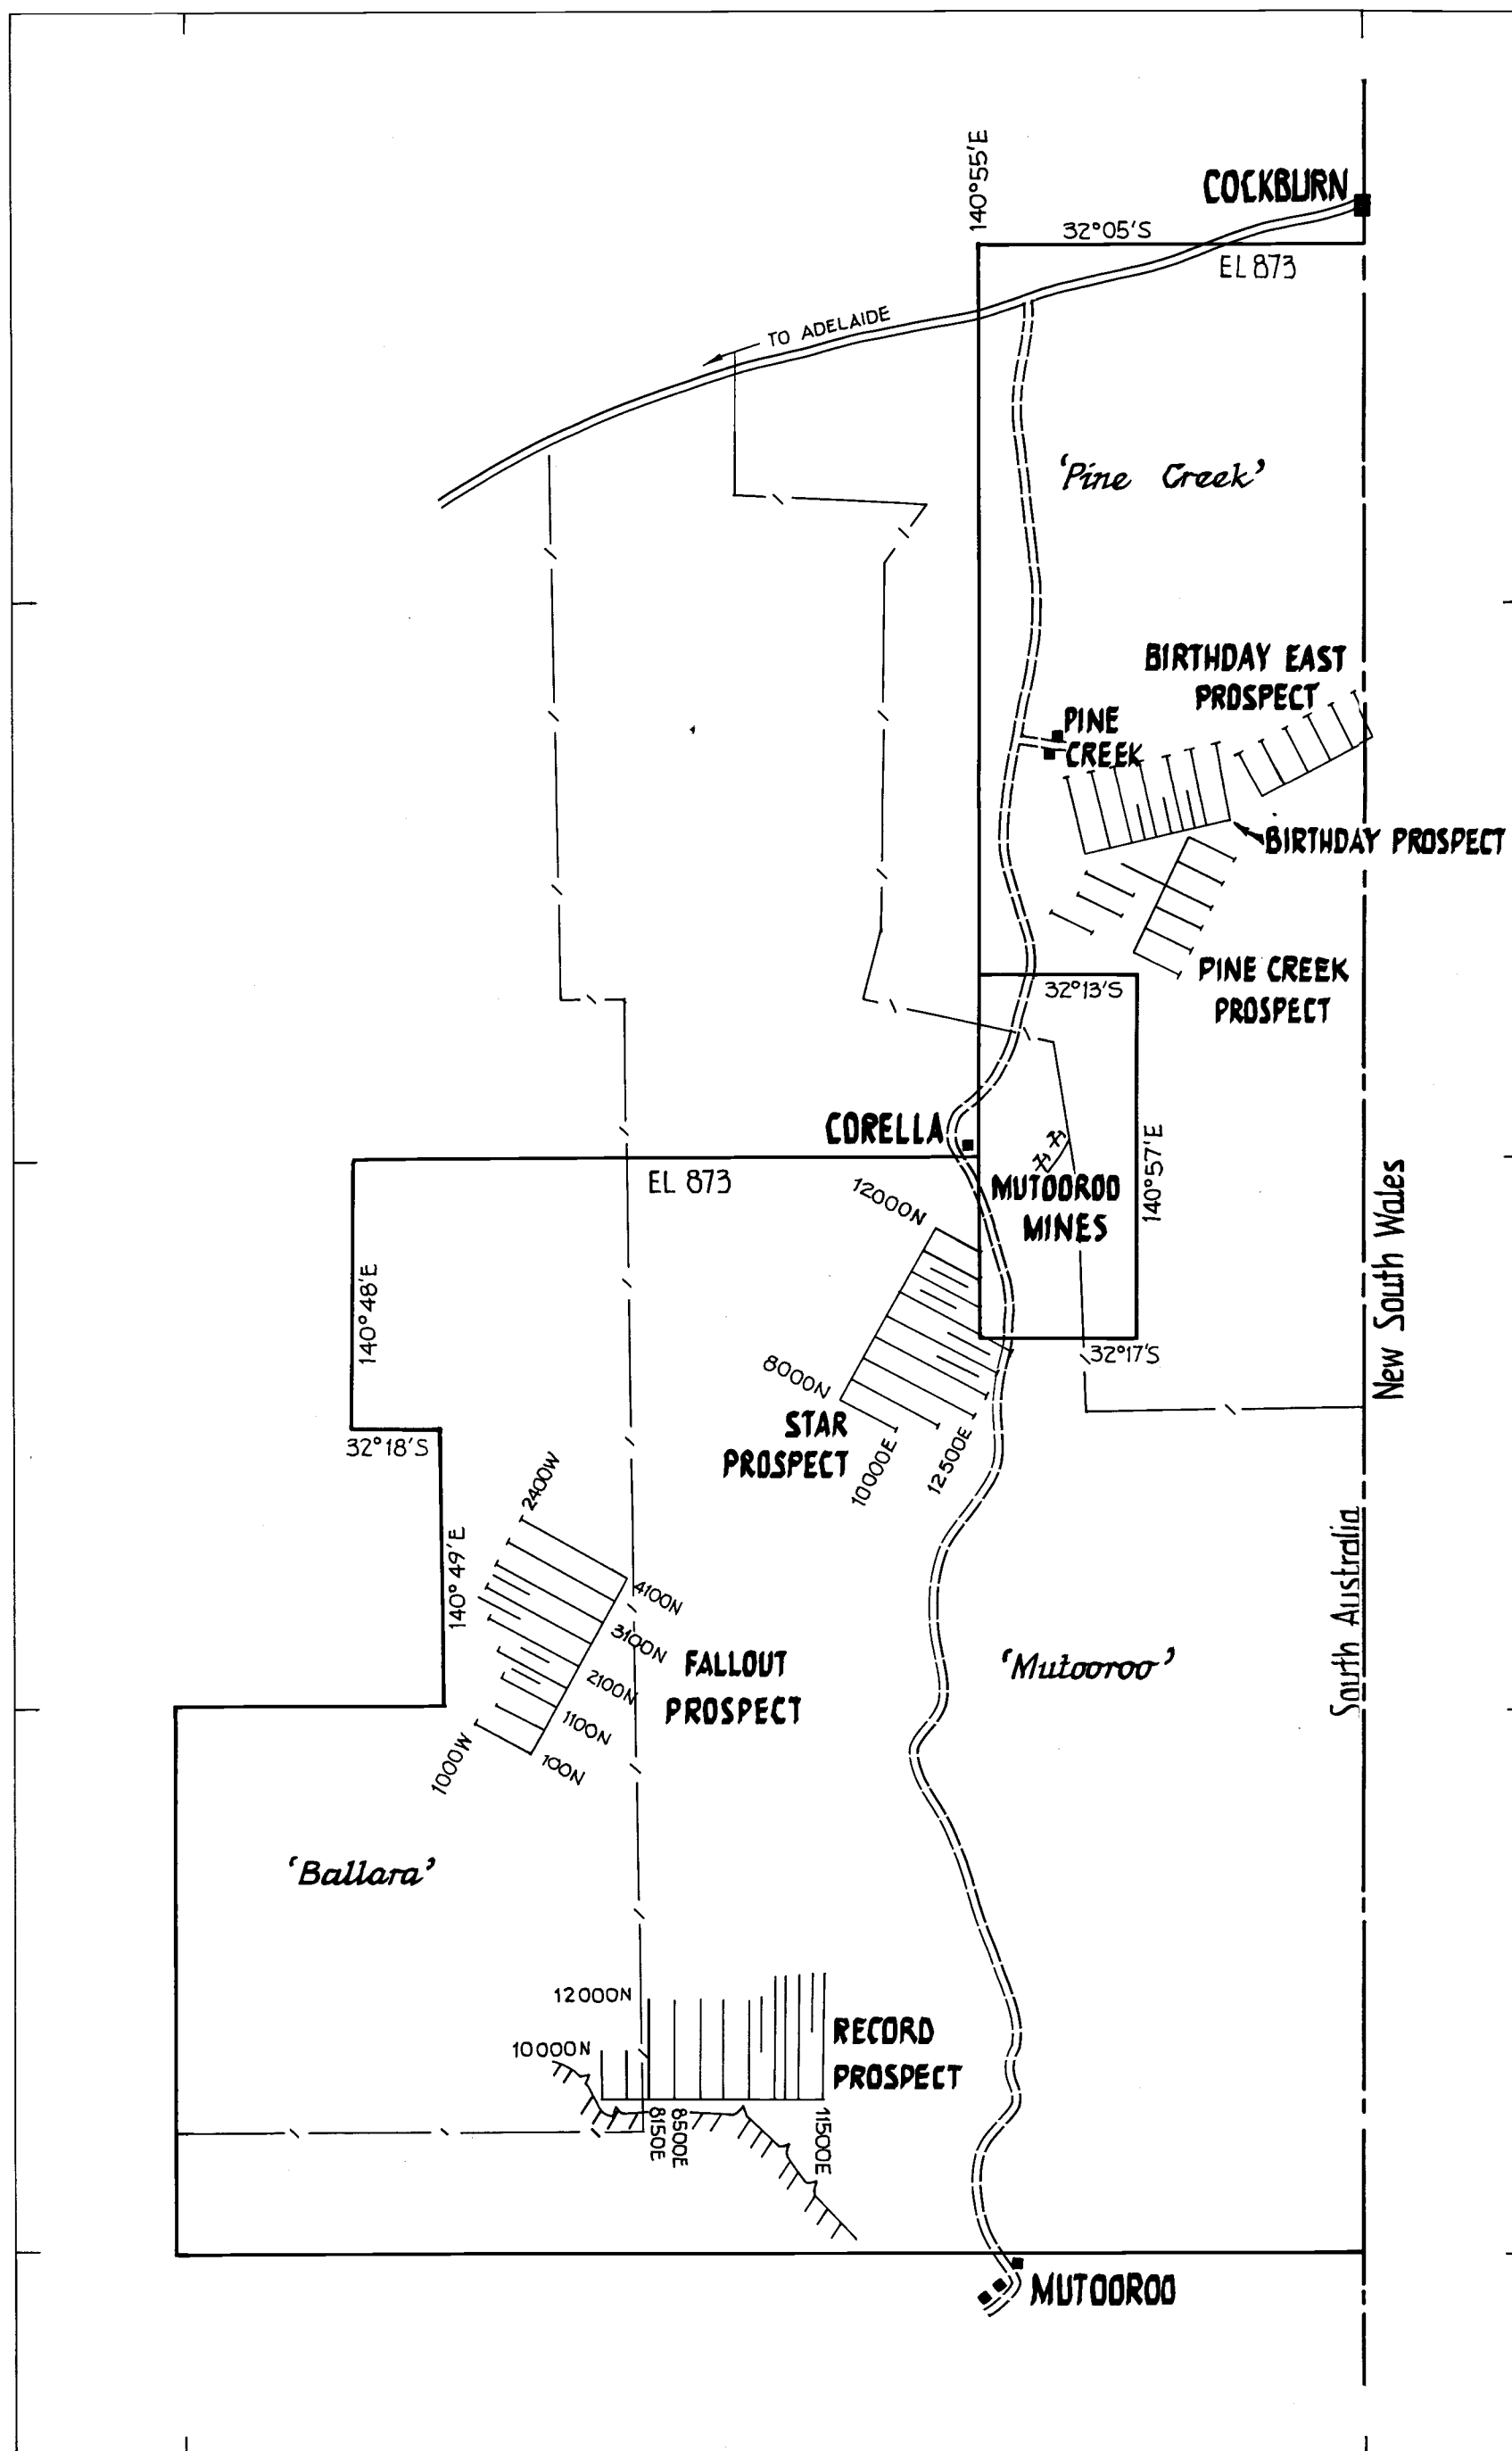 140°55'E
COCKBURN
32°05'S
EL 873
TO ADELAIDE
'Pine Creek'
BIRTHDAY EAST
PROSPECT
PINE
CREEK
BIRTHDAY PROSPECT
PINE CREEK
PROSPECT
32°13'S
CORELLA
140°57'E
EL 873
12000N
MUTOOROO
MINES
New South Wales
140°48'E
32°17'S
8000N
STAR
PROSPECT
10000E
12500E
32°18'S
2400W
South Australia
140°49'E
4100N
3100N
2100N
1100N
100N
1000W
FALLOUT
PROSPECT
'Mutooroo'
'Ballara'
12000N
10000N
RECORD
PROSPECT
8150E
8500E
11500E
MUTOOROO